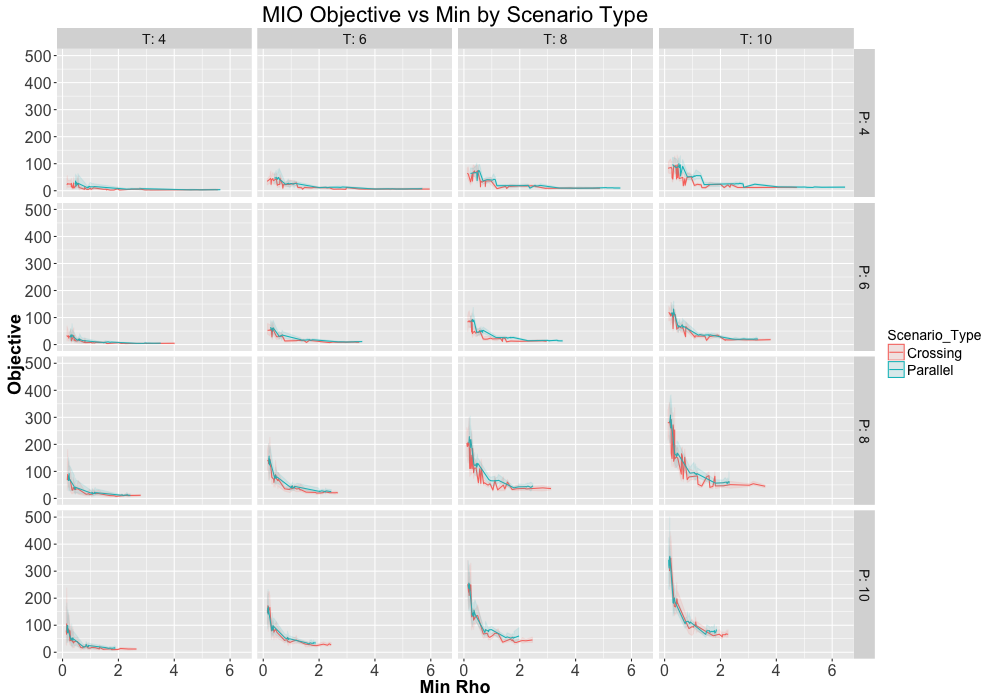 MIO Objective vs Min by Scenario Type
T: 4 T: 6 T: 8 T: 10
500
400
300
200
100
0
P: 4
500
400
300
200
100
0
P: 6
Objective
500
400
300
200
100
0
P: 8
500
400
300
200
100
0
P: 10
0 2 4 6 0 2 4 6 0 2 4 6 0 2 4 6
Min Rho
Scenario_Type
Crossing
Parallel